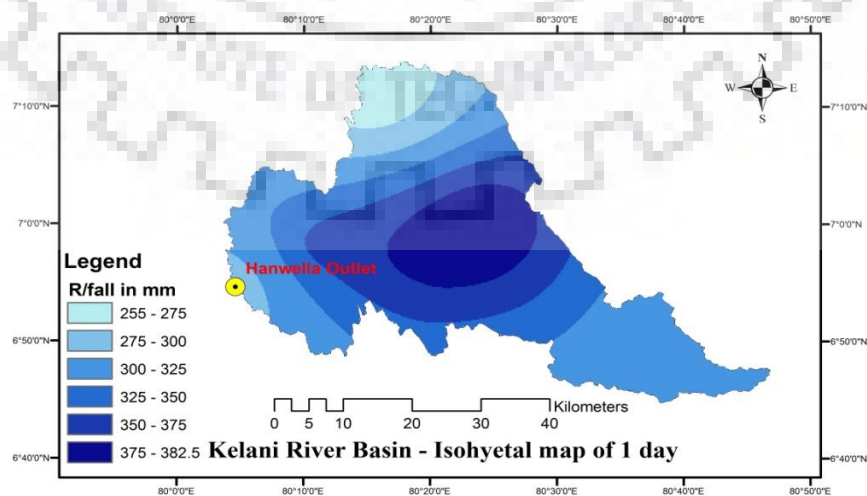 80°0'0"E 80°10'0"E 80°20'0"E 80°30'0"E 80°40'0"E 80°50'0"E
N
W E
S
7°10'0"N 7°10'0"N
7°0'0"N 7°0'0"N
6°50'0"N 6°50'0"N
6°40'0"N 6°40'0"N
Hanwella Outlet
Legend
R/fall in mm
255 - 275
275 - 300
300 - 325
325 - 350
350 - 375
375 - 382.5
Kilometers
0 5 10 20 30 40
Kelani River Basin - Isohyetal map of 1 day
80°0'0"E 80°10'0"E 80°20'0"E 80°30'0"E 80°40'0"E 80°50'0"E